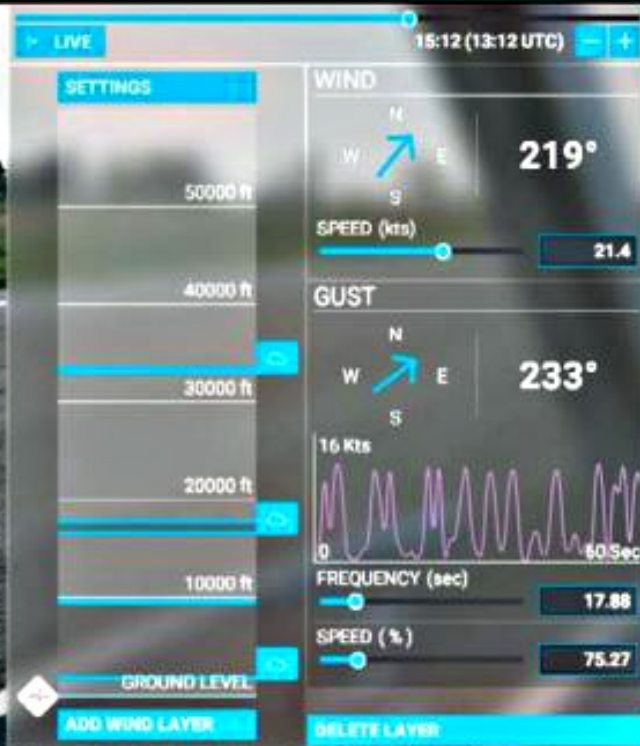 LIVE
15:12 (13:12 UTC) − +
SETTINGS
50000 ft
40000 ft
30000 ft
20000 ft
10000 ft
GROUND LEVEL
ADD WIND LAYER
WIND
N
W E
S
219°
SPEED (kts)
21.4
GUST
N
W E
S
233°
16 Kts
0 60 Sec
FREQUENCY (sec)
17.88
SPEED (%)
75.27
DELETE LAYER